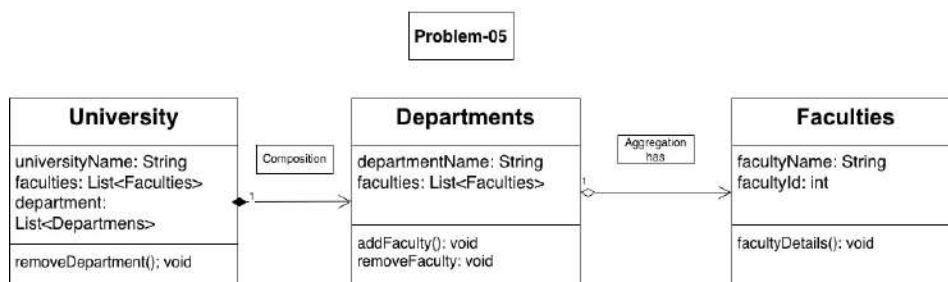 Problem-05
University
universityName: String
faculties: List<Faculties>
department:
List<Departmens>
removeDepartment(); void
Composition
1
Departments
departmentName: String
faculties: List<Faculties>
addFaculty(): void
removeFaculty: void
Aggregation
has
1
Faculties
facultyName: String
facultyId: int
facultyDetails(): void